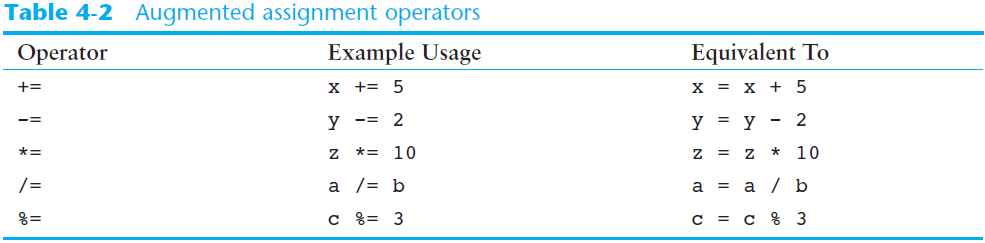 Table 4-2 Augmented assignment operators
Operator Example Usage Equivalent To
+= x += 5 x = x + 5
-= y -= 2 y = y - 2
*= z *= 10 z = z * 10
/= a /= b a = a / b
%= c %= 3 c = c % 3